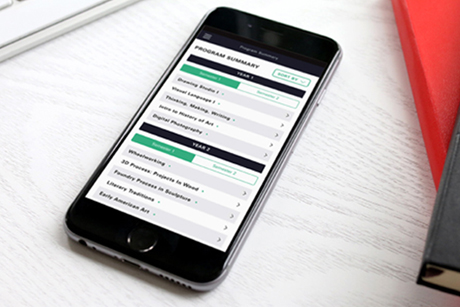 Program Summary
PROGRAM SUMMARY
SORT BY
YEAR 1
Semester 1 Semester 2
Drawing Studio I
Visual Language I
Thinking, Making, Writing
Intro to History of Art
Digital Photography
YEAR 2
Semester 1 Semester 2
Wheelworking
3D Process: Projects in Wood
Foundry Process in Sculpture
Literary Traditions
Early American Art